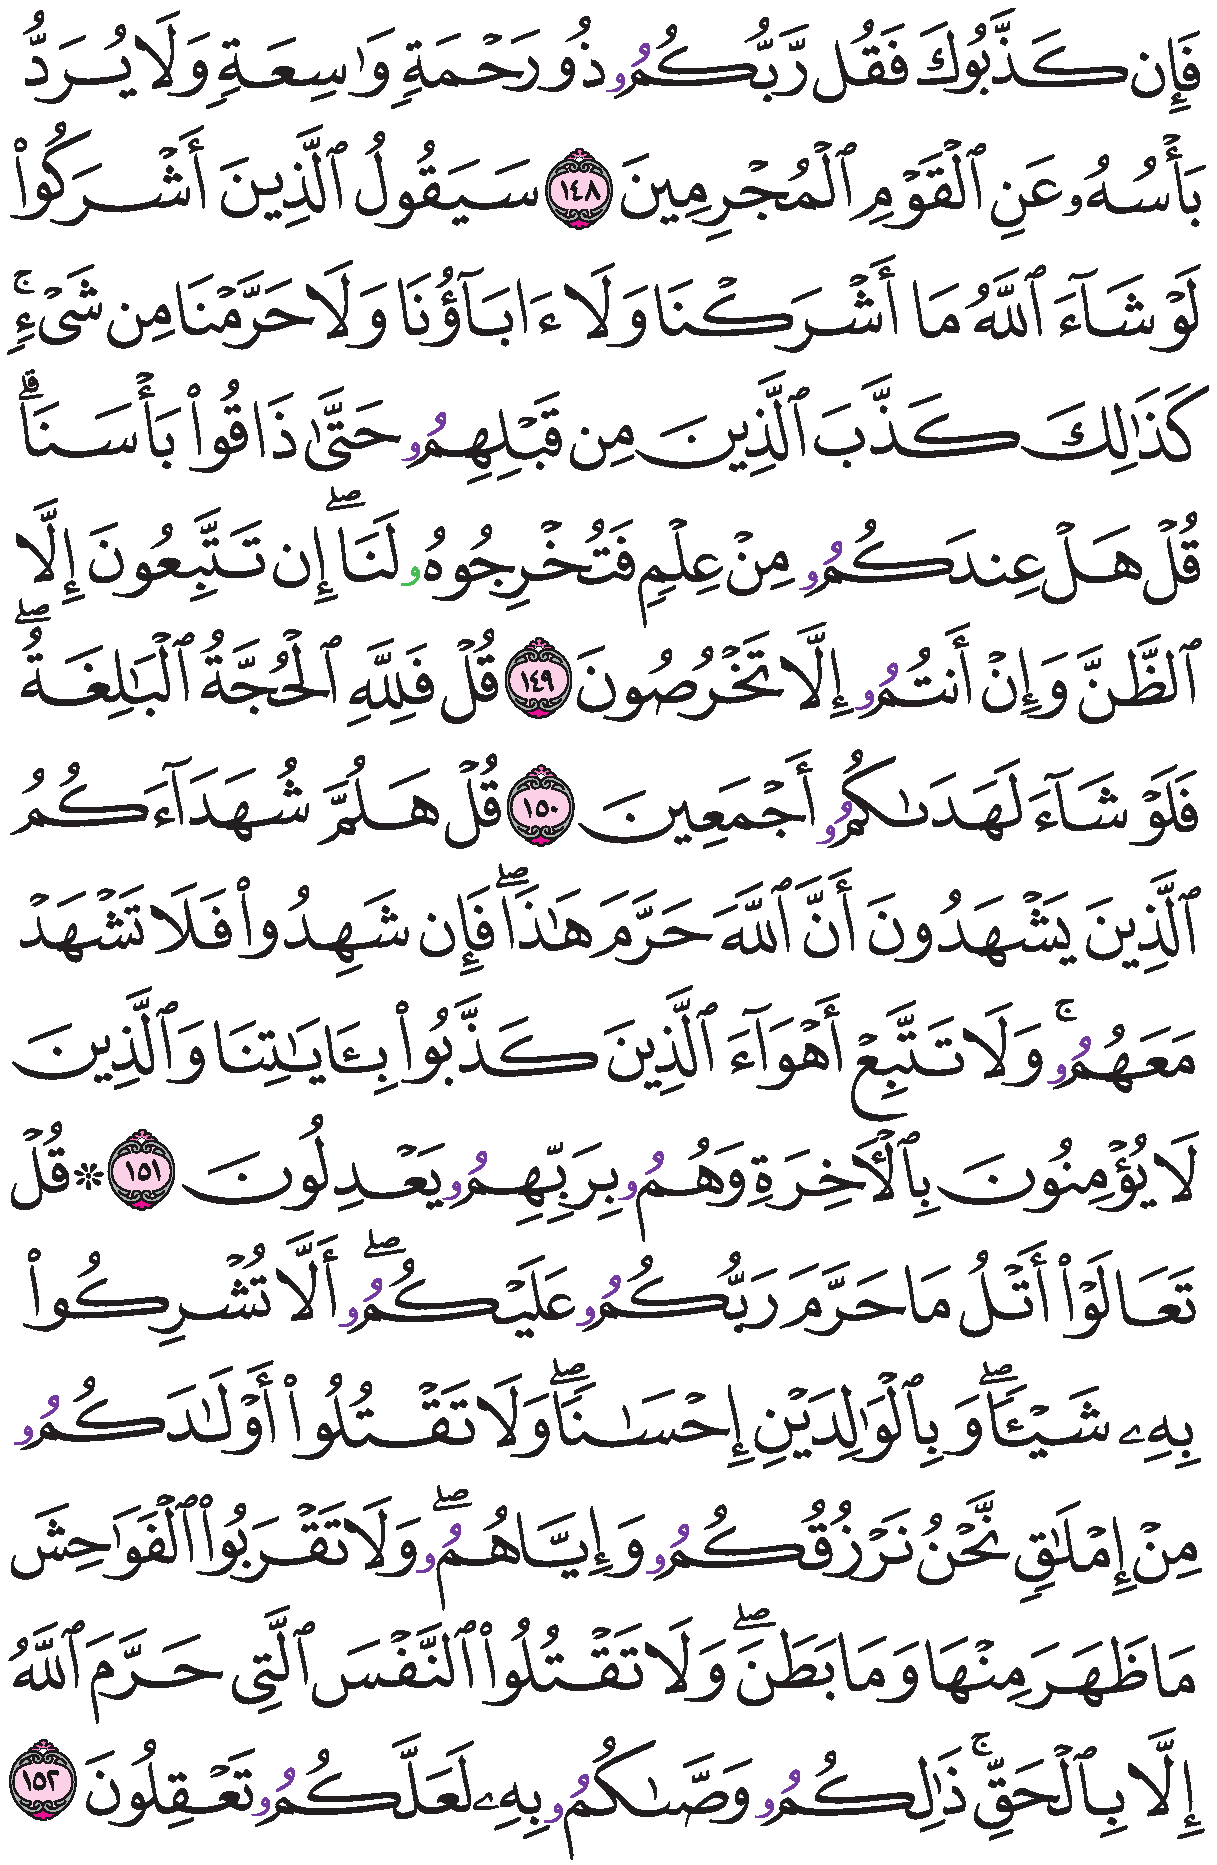 فَإِن كَذَّبُوكَ فَقُل رَّبُّكُمُۥ ذُو رَحۡمَةٖ وَٰسِعَةٖ وَلَا يُرَدُّ
بَأۡسُهُۥ عَنِ ٱلۡقَوۡمِ ٱلۡمُجۡرِمِينَ ١٤٨ سَيَقُولُ ٱلَّذِينَ أَشۡرَكُواْ
لَوۡ شَآءَ ٱللَّهُ مَا أَشۡرَكۡنَا وَلَا ءَابَآؤُنَا وَلَا حَرَّمۡنَا مِن شَيۡءٖۚ
كَذَٰلِكَ كَذَّبَ ٱلَّذِينَ مِن قَبۡلِهِمُۥ حَتَّىٰ ذَاقُواْ بَأۡسَنَاۗ
قُلۡ هَلۡ عِندَكُمُۥ مِنۡ عِلۡمٖ فَتُخۡرِجُوهُۥ لَنَاۖ إِن تَتَّبِعُونَ إِلَّا
ٱلظَّنَّ وَإِنۡ أَنتُمُۥ إِلَّا تَخۡرُصُونَ ١٤٩ قُلۡ فَلِلَّهِ ٱلۡحُجَّةُ ٱلۡبَٰلِغَةُۖ
فَلَوۡ شَآءَ لَهَدَىٰكُمُۥ أَجۡمَعِينَ ١٥٠ قُلۡ هَلُمَّ شُهَدَآءَكُمُ
ٱلَّذِينَ يَشۡهَدُونَ أَنَّ ٱللَّهَ حَرَّمَ هَٰذَاۖ فَإِن شَهِدُواْ فَلَا تَشۡهَدۡ
مَعَهُمُۥۚ وَلَا تَتَّبِعۡ أَهۡوَآءَ ٱلَّذِينَ كَذَّبُواْ بِـَٔايَٰتِنَا وَٱلَّذِينَ
لَا يُؤۡمِنُونَ بِٱلۡأٓخِرَةِ وَهُمُۥ بِرَبِّهِمُۥ يَعۡدِلُونَ ١٥١ ۞ قُلۡ
تَعَالَوۡاْ أَتۡلُ مَا حَرَّمَ رَبُّكُمُۥ عَلَيۡكُمُۥۖ أَلَّا تُشۡرِكُواْ
بِهِۦ شَيۡـٔٗاۖ وَبِٱلۡوَٰلِدَيۡنِ إِحۡسَٰنٗاۖ وَلَا تَقۡتُلُواْ أَوۡلَٰدَكُمُۥ
مِنۡ إِمۡلَٰقٖ نَّحۡنُ نَرۡزُقُكُمُۥ وَإِيَّاهُمُۥۖ وَلَا تَقۡرَبُواْ ٱلۡفَوَٰحِشَ
مَا ظَهَرَ مِنۡهَا وَمَا بَطَنَۖ وَلَا تَقۡتُلُواْ ٱلنَّفۡسَ ٱلَّتِي حَرَّمَ ٱللَّهُ
إِلَّا بِٱلۡحَقِّۚ ذَٰلِكُمُۥ وَصَّىٰكُمُۥ بِهِۦ لَعَلَّكُمُۥ تَعۡقِلُونَ ١٥٢